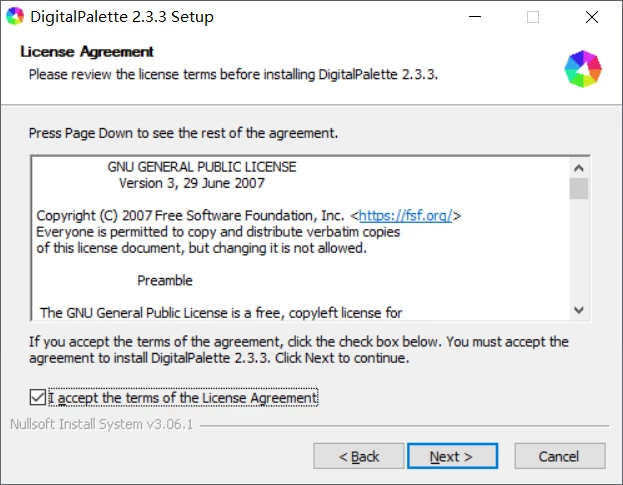 DigitalPalette 2.3.3 Setup
License Agreement
Please review the license terms before installing DigitalPalette 2.3.3.
Press Page Down to see the rest of the agreement.
GNU GENERAL PUBLIC LICENSE
Version 3, 29 June 2007
Copyright (C) 2007 Free Software Foundation, Inc. <https://fsf.org/>
Everyone is permitted to copy and distribute verbatim copies
of this license document, but changing it is not allowed.
Preamble
The GNU General Public License is a free, copyleft license for
If you accept the terms of the agreement, click the check box below. You must accept the
agreement to install DigitalPalette 2.3.3. Click Next to continue.
I accept the terms of the License Agreement
Nullsoft Install System v3.06.1
< Back
Next >
Cancel